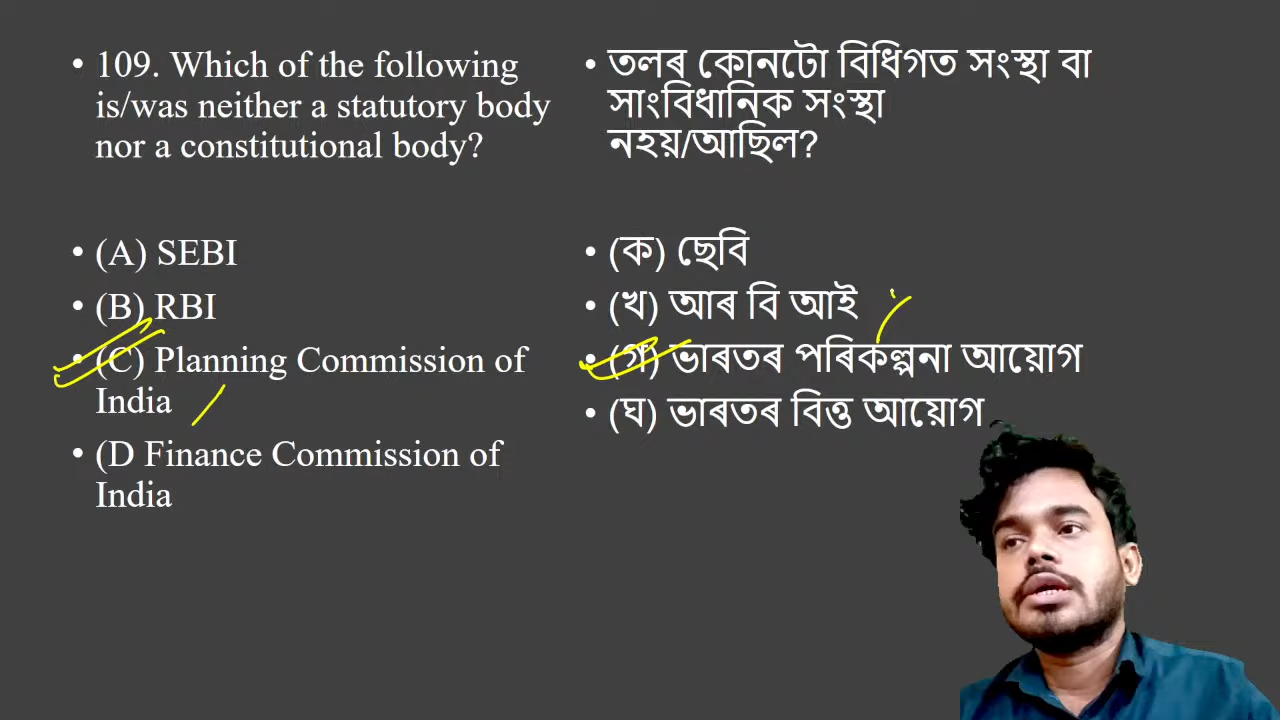 • 109. Which of the following
is/was neither a statutory body
nor a constitutional body?
• (A) SEBI
• (B) RBI
• (C) Planning Commission of
India
• (D Finance Commission of
India
• তলৰ কোনটো বিধিগত সংস্থা বা
সাংবিধানিক সংস্থা
নহয়/আছিল?
• (ক) ছেবি
• (খ) আৰ বি আই
• (গ) ভাৰতৰ পৰিকল্পনা আয়োগ
• (ঘ) ভাৰতৰ বিত্ত আয়োগ